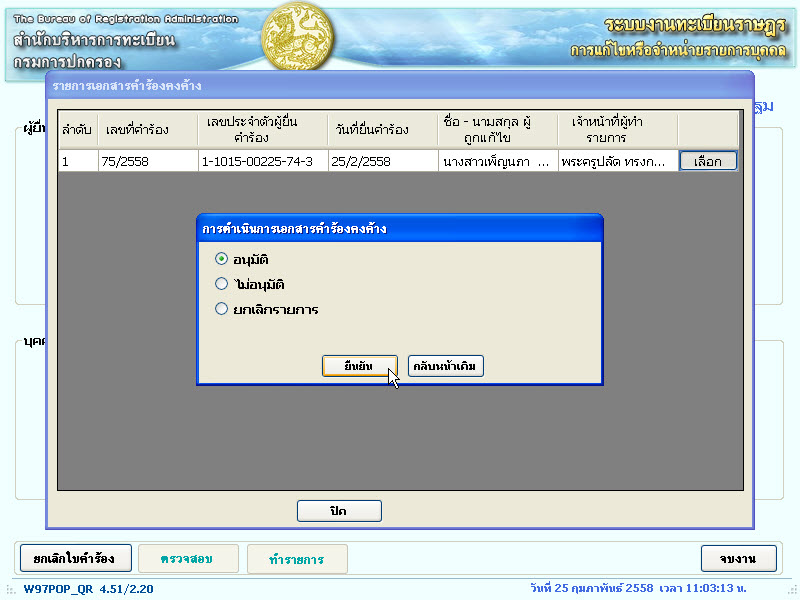 The Bureau of Registration Administration
สำนักบริหารการทะเบียน
กรมการปกครอง
ระบบงานทะเบียนราษฎร
การแก้ไขหรือจำหน่ายรายการบุคคล
รายการเอกสารคำร้องคงค้าง
ผู้ยื่น
ลำดับ เลขที่คำร้อง เลขประจำตัวผู้ยื่น วันที่ยื่นคำร้อง ชื่อ - นามสกุล ผู้ เจ้าหน้าที่ผู้ทำ
คำร้อง ถูกแก้ไข รายการ
1 75/2558 1-1015-00225-74-3 25/2/2558 นางสาวเพ็ญนภา ... พระครูปลัด ทรงก... เลือก
การดำเนินการเอกสารคำร้องคงค้าง
อนุมัติ
ไม่อนุมัติ
ยกเลิกรายการ
ยืนยัน กลับหน้าเดิม
บุคค
ปิด
ยกเลิกใบคำร้อง ตรวจสอบ ทำรายการ จบงาน
W97POP_QR 4.51/2.20 วันที่ 25 กุมภาพันธ์ 2558 เวลา 11:03:13 น.